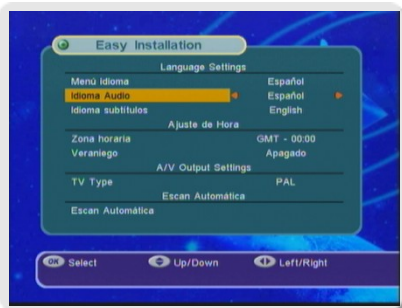 Easy Installation
Language Settings
Menú Idioma Español
Idioma Audio Español
Idioma subtítulos English
Ajuste de Hora
Zona horaria GMT - 00:00
Veraniego Apagado
A/V Output Settings
TV Type PAL
Escan Automática
Escan Automática
OK Select Up/Down Left/Right